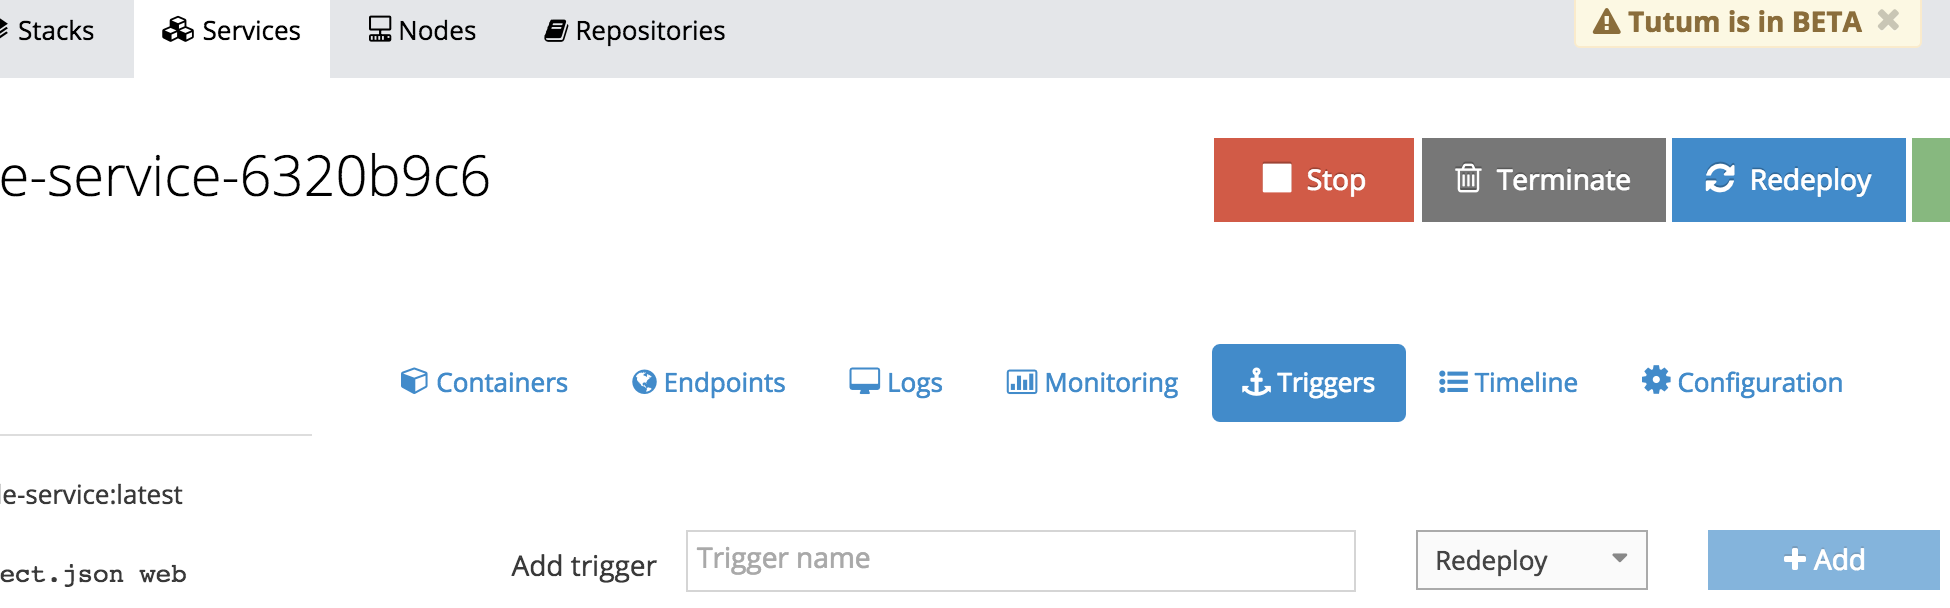 Stacks Services Nodes Repositories Tutum is in BETA
e-service-6320b9c6
Stop Terminate Redeploy
Containers Endpoints Logs Monitoring Triggers Timeline Configuration
le-service:latest
Add trigger Trigger name Redeploy Add
ect.json web